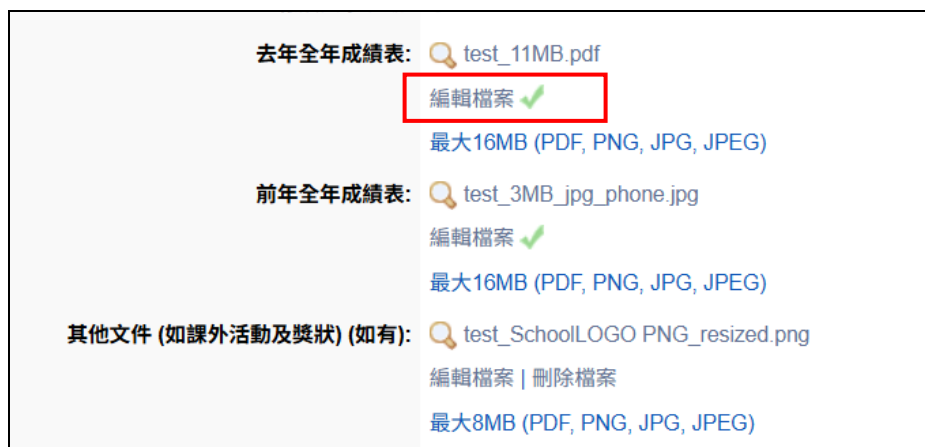 去年全年成績表: test_11MB.pdf
編輯檔案
最大16MB (PDF, PNG, JPG, JPEG)
前年全年成績表: test_3MB_jpg_phone.jpg
編輯檔案
最大16MB (PDF, PNG, JPG, JPEG)
其他文件 (如課外活動及獎狀) (如有): test_SchoolLOGO PNG_resized.png
編輯檔案 | 刪除檔案
最大8MB (PDF, PNG, JPG, JPEG)